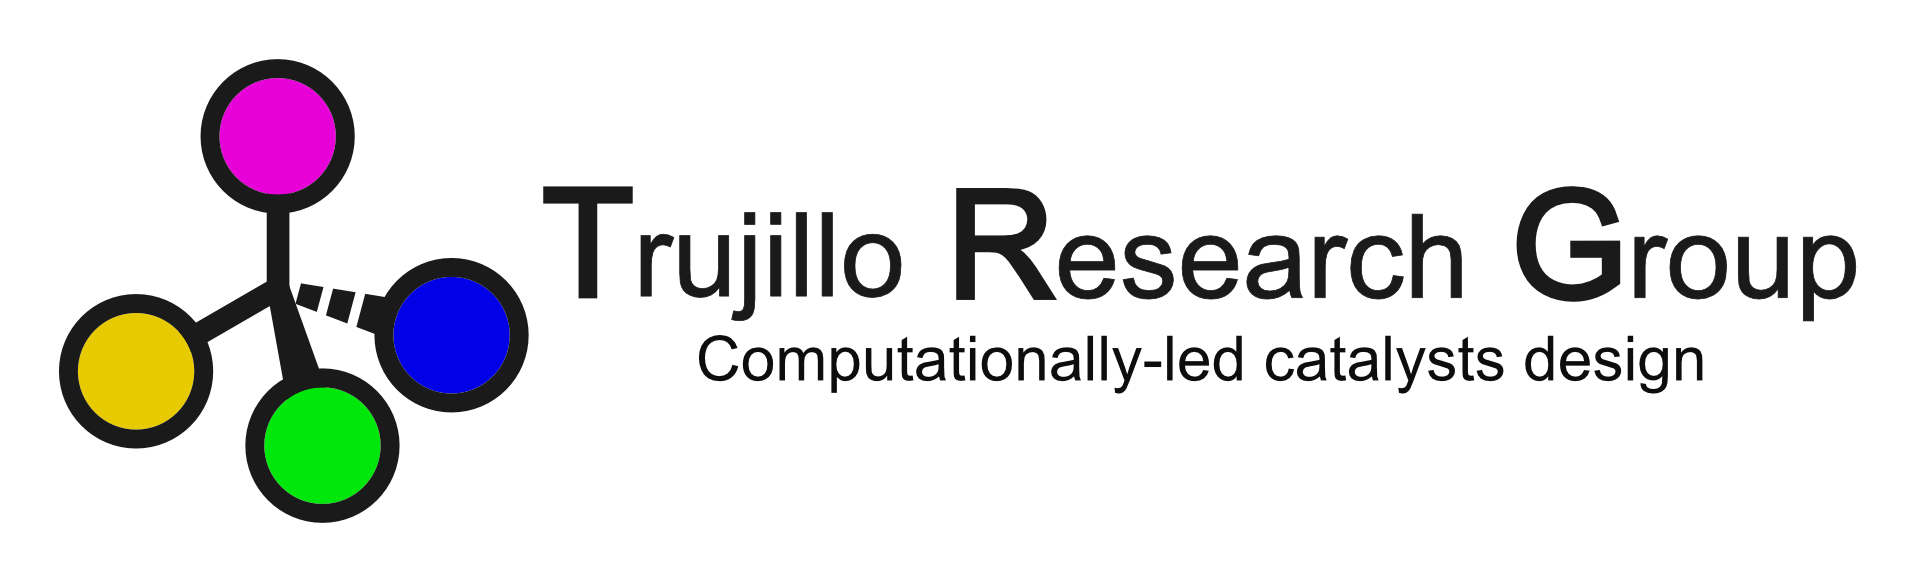 Trujillo Research Group
Computationally-led catalysts design